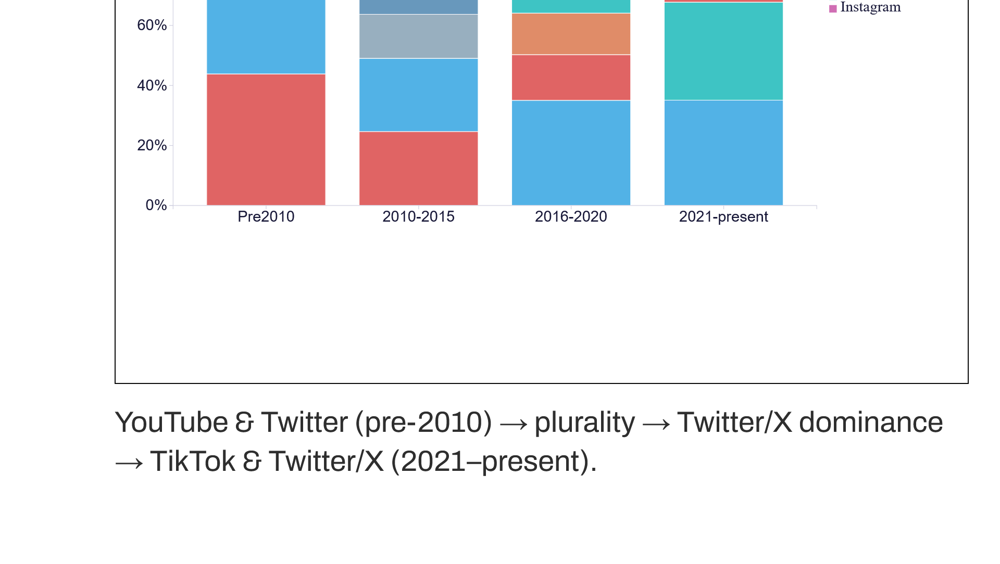 Instagram
60%
40%
20%
0%
Pre2010 2010-2015 2016-2020 2021-present
YouTube & Twitter (pre-2010) → plurality → Twitter/X dominance
→ TikTok & Twitter/X (2021–present).